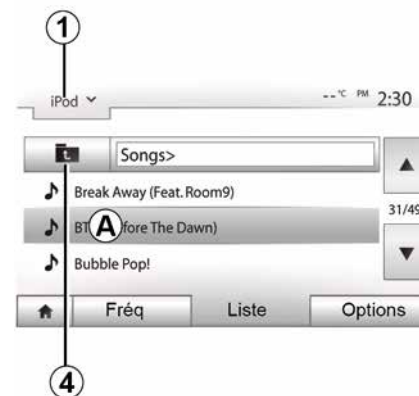 1
iPod
--°C PM 2:30
Songs>
Break Away (Feat. Room9)
31/49
BT A fore The Dawn)
Bubble Pop!
Fréq Liste Options
4